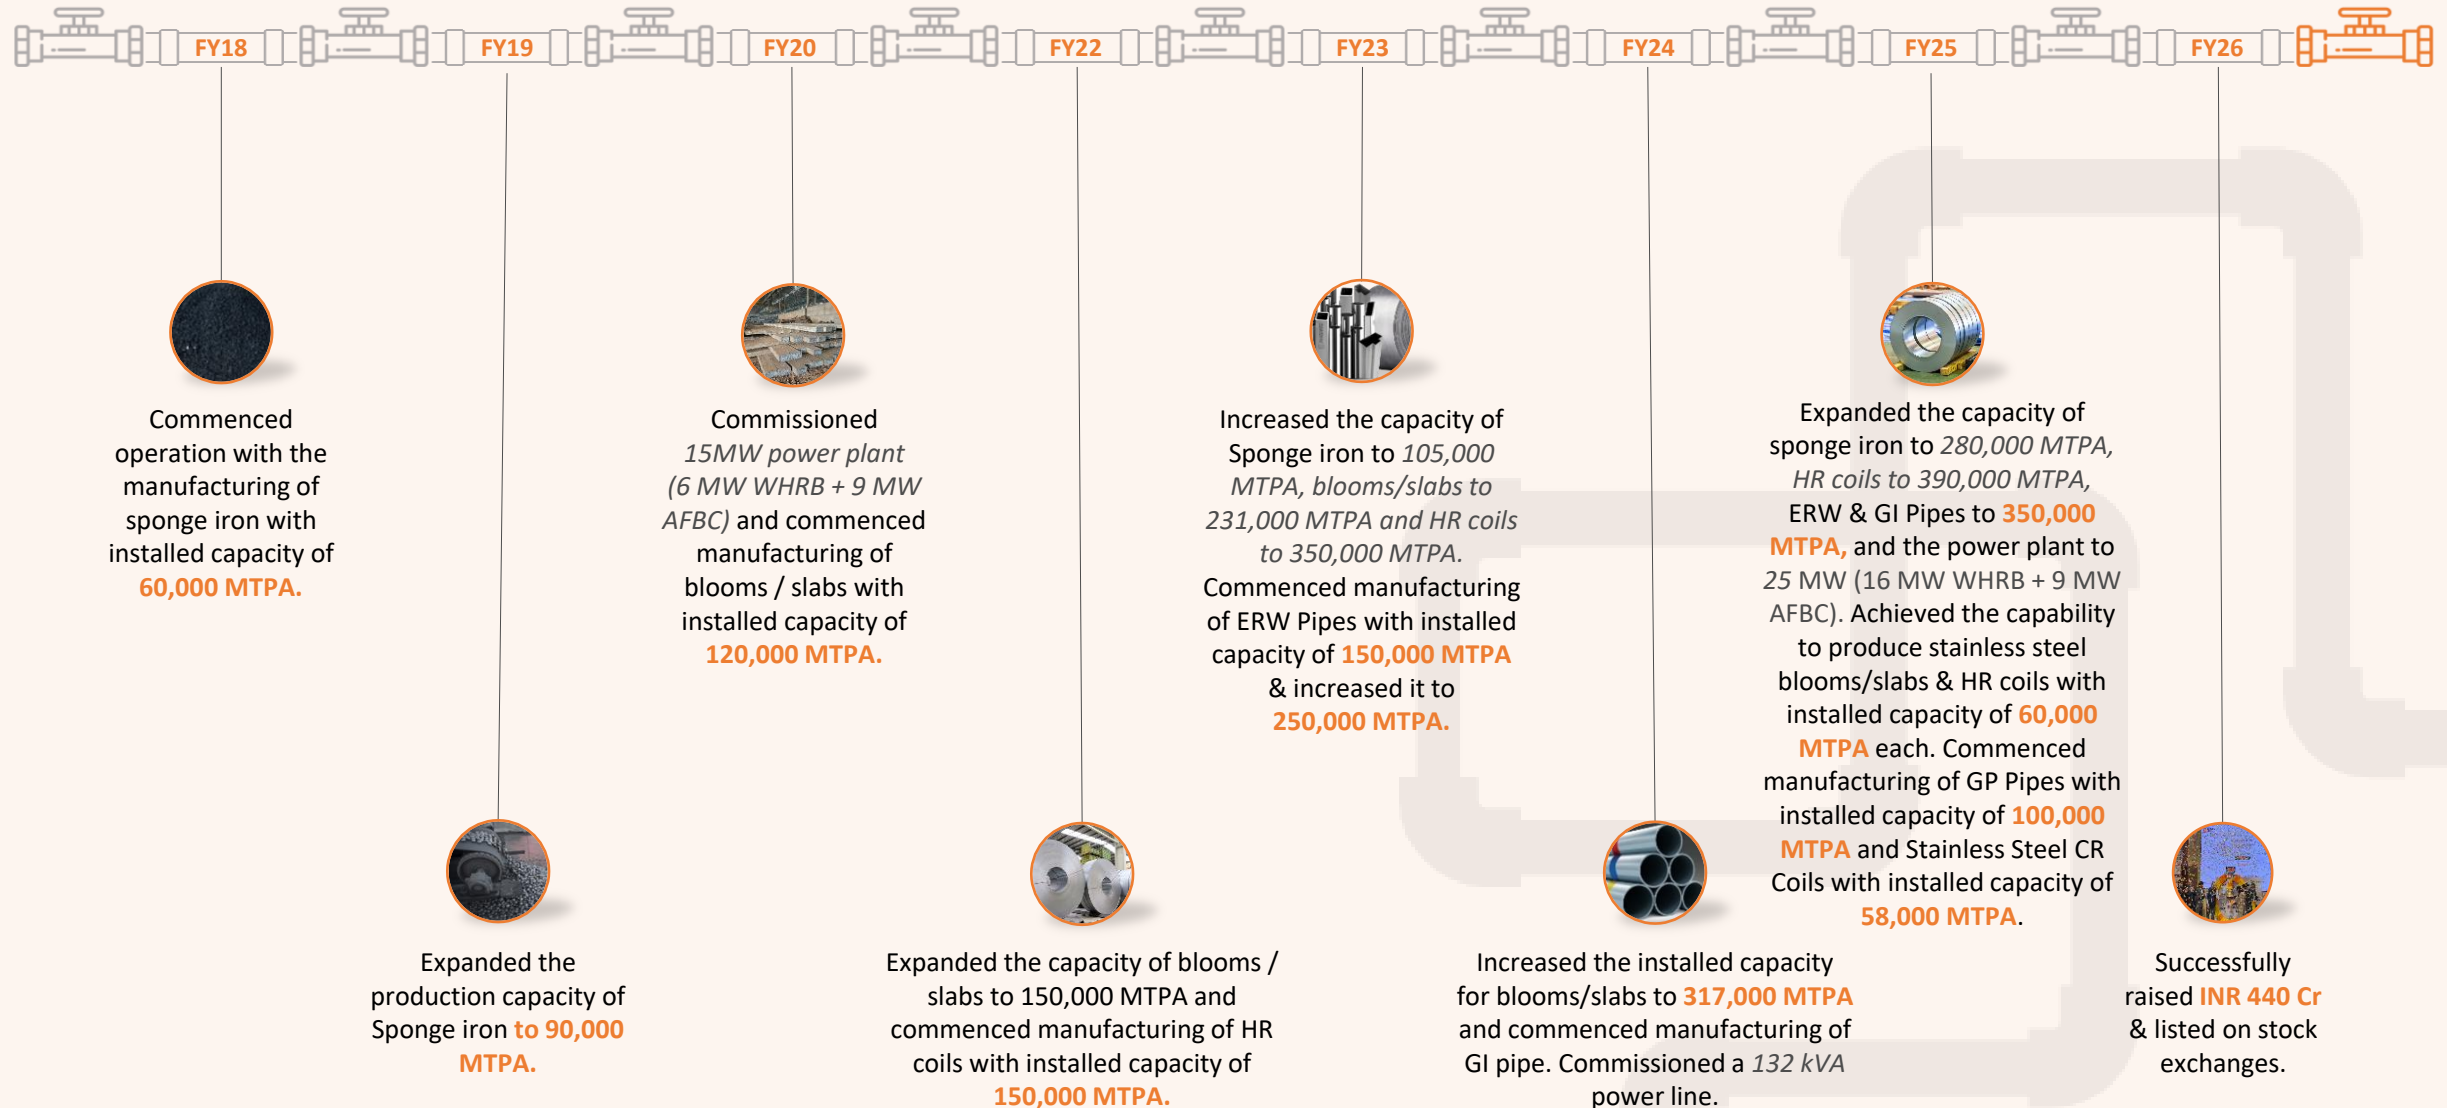 FY18
FY19
FY20
FY22
FY23
FY24
FY25
FY26
Commenced
operation with the
manufacturing of
sponge iron with
installed capacity of
60,000 MTPA.
Expanded the
production capacity of
Sponge iron to 90,000
MTPA.
Commissioned
15MW power plant
(6 MW WHRB + 9 MW
AFBC) and commenced
manufacturing of
blooms / slabs with
installed capacity of
120,000 MTPA.
Expanded the capacity of blooms /
slabs to 150,000 MTPA and
commenced manufacturing of HR
coils with installed capacity of
150,000 MTPA.
Increased the capacity of
Sponge iron to 105,000
MTPA, blooms/slabs to
231,000 MTPA and HR coils
to 350,000 MTPA.
Commenced manufacturing
of ERW Pipes with installed
capacity of 150,000 MTPA
& increased it to
250,000 MTPA.
Increased the installed capacity
for blooms/slabs to 317,000 MTPA
and commenced manufacturing of
GI pipe. Commissioned a 132 kVA
power line.
Expanded the capacity of
sponge iron to 280,000 MTPA,
HR coils to 390,000 MTPA,
ERW & GI Pipes to 350,000
MTPA, and the power plant to
25 MW (16 MW WHRB + 9 MW
AFBC). Achieved the capability
to produce stainless steel
blooms/slabs & HR coils with
installed capacity of 60,000
MTPA each. Commenced
manufacturing of GP Pipes with
installed capacity of 100,000
MTPA and Stainless Steel CR
Coils with installed capacity of
58,000 MTPA.
Successfully
raised INR 440 Cr
& listed on stock
exchanges.